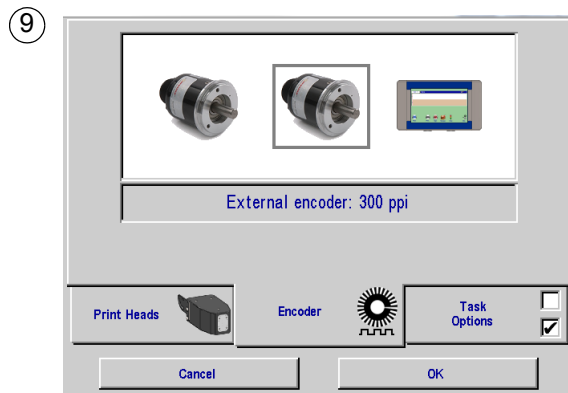 9
External encoder: 300 ppi
Print Heads
Encoder
Task
Options
Cancel
OK